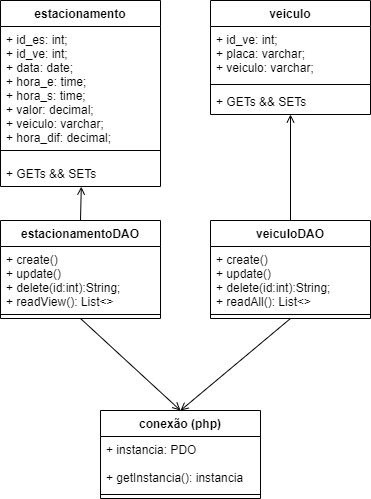 estacionamento
+ id_es: int;
+ id_ve: int;
+ data: date;
+ hora_e: time;
+ hora_s: time;
+ valor: decimal;
+ veiculo: varchar;
+ hora_dif: decimal;
+ GETs && SETs
veiculo
+ id_ve: int;
+ placa: varchar;
+ veiculo: varchar;
+ GETs && SETs
estacionamentoDAO
+ create()
+ update()
+ delete(id:int):String;
+ readView(): List<>
veiculoDAO
+ create()
+ update()
+ delete(id:int):String;
+ readAll(): List<>
conexão (php)
+ instancia: PDO
+ getInstancia(): instancia